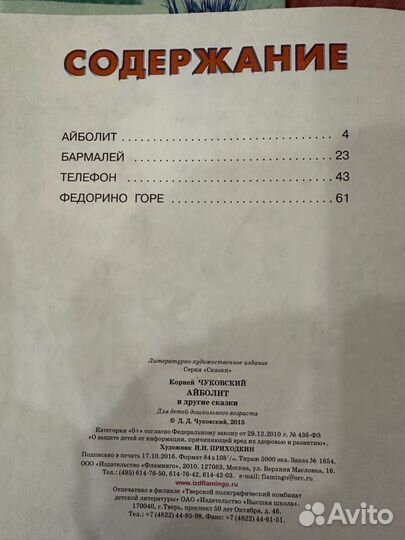 СОДЕРЖАНИЕ
АЙБОЛИТ 4
БАРМАЛЕЙ 23
ТЕЛЕФОН 43
ФЕДОРИНО ГОРЕ 61
Литературно-художественное издание
Серия «Сказки»
Корней ЧУКОВСКИЙ
АЙБОЛИТ
и другие сказки
Для детей дошкольного возраста
© Д. Д. Чуковский, 2015
Категория «0+» согласно Федеральному закону от 29.12.2010 г. № 436-ФЗ
«О защите детей от информации, причиняющей вред их здоровью и развитию».
Художник И.Н. ПРИХОДКИН
Подписано в печать 17.10.2016. Формат 84х108¹/₁₆. Тираж 5000 экз. Заказ № 1654.
ООО «Издательство «Фламинго», 2010. 127083, Москва, ул. Верхняя Масловка, 16.
Тел.: (495) 614-76-50, 614-76-42, 614-42-03, e-mail: flamingo@orc.ru
www.izdflamingo.ru
Отпечатано в филиале «Тверской полиграфический комбинат
детской литературы» ОАО «Издательство «Высшая школа».
170040, г. Тверь, проспект 50 лет Октября, д. 46.
Тел.: +7 (4822) 44-85-98. Факс: +7 (4822) 44-61-51.
Avito